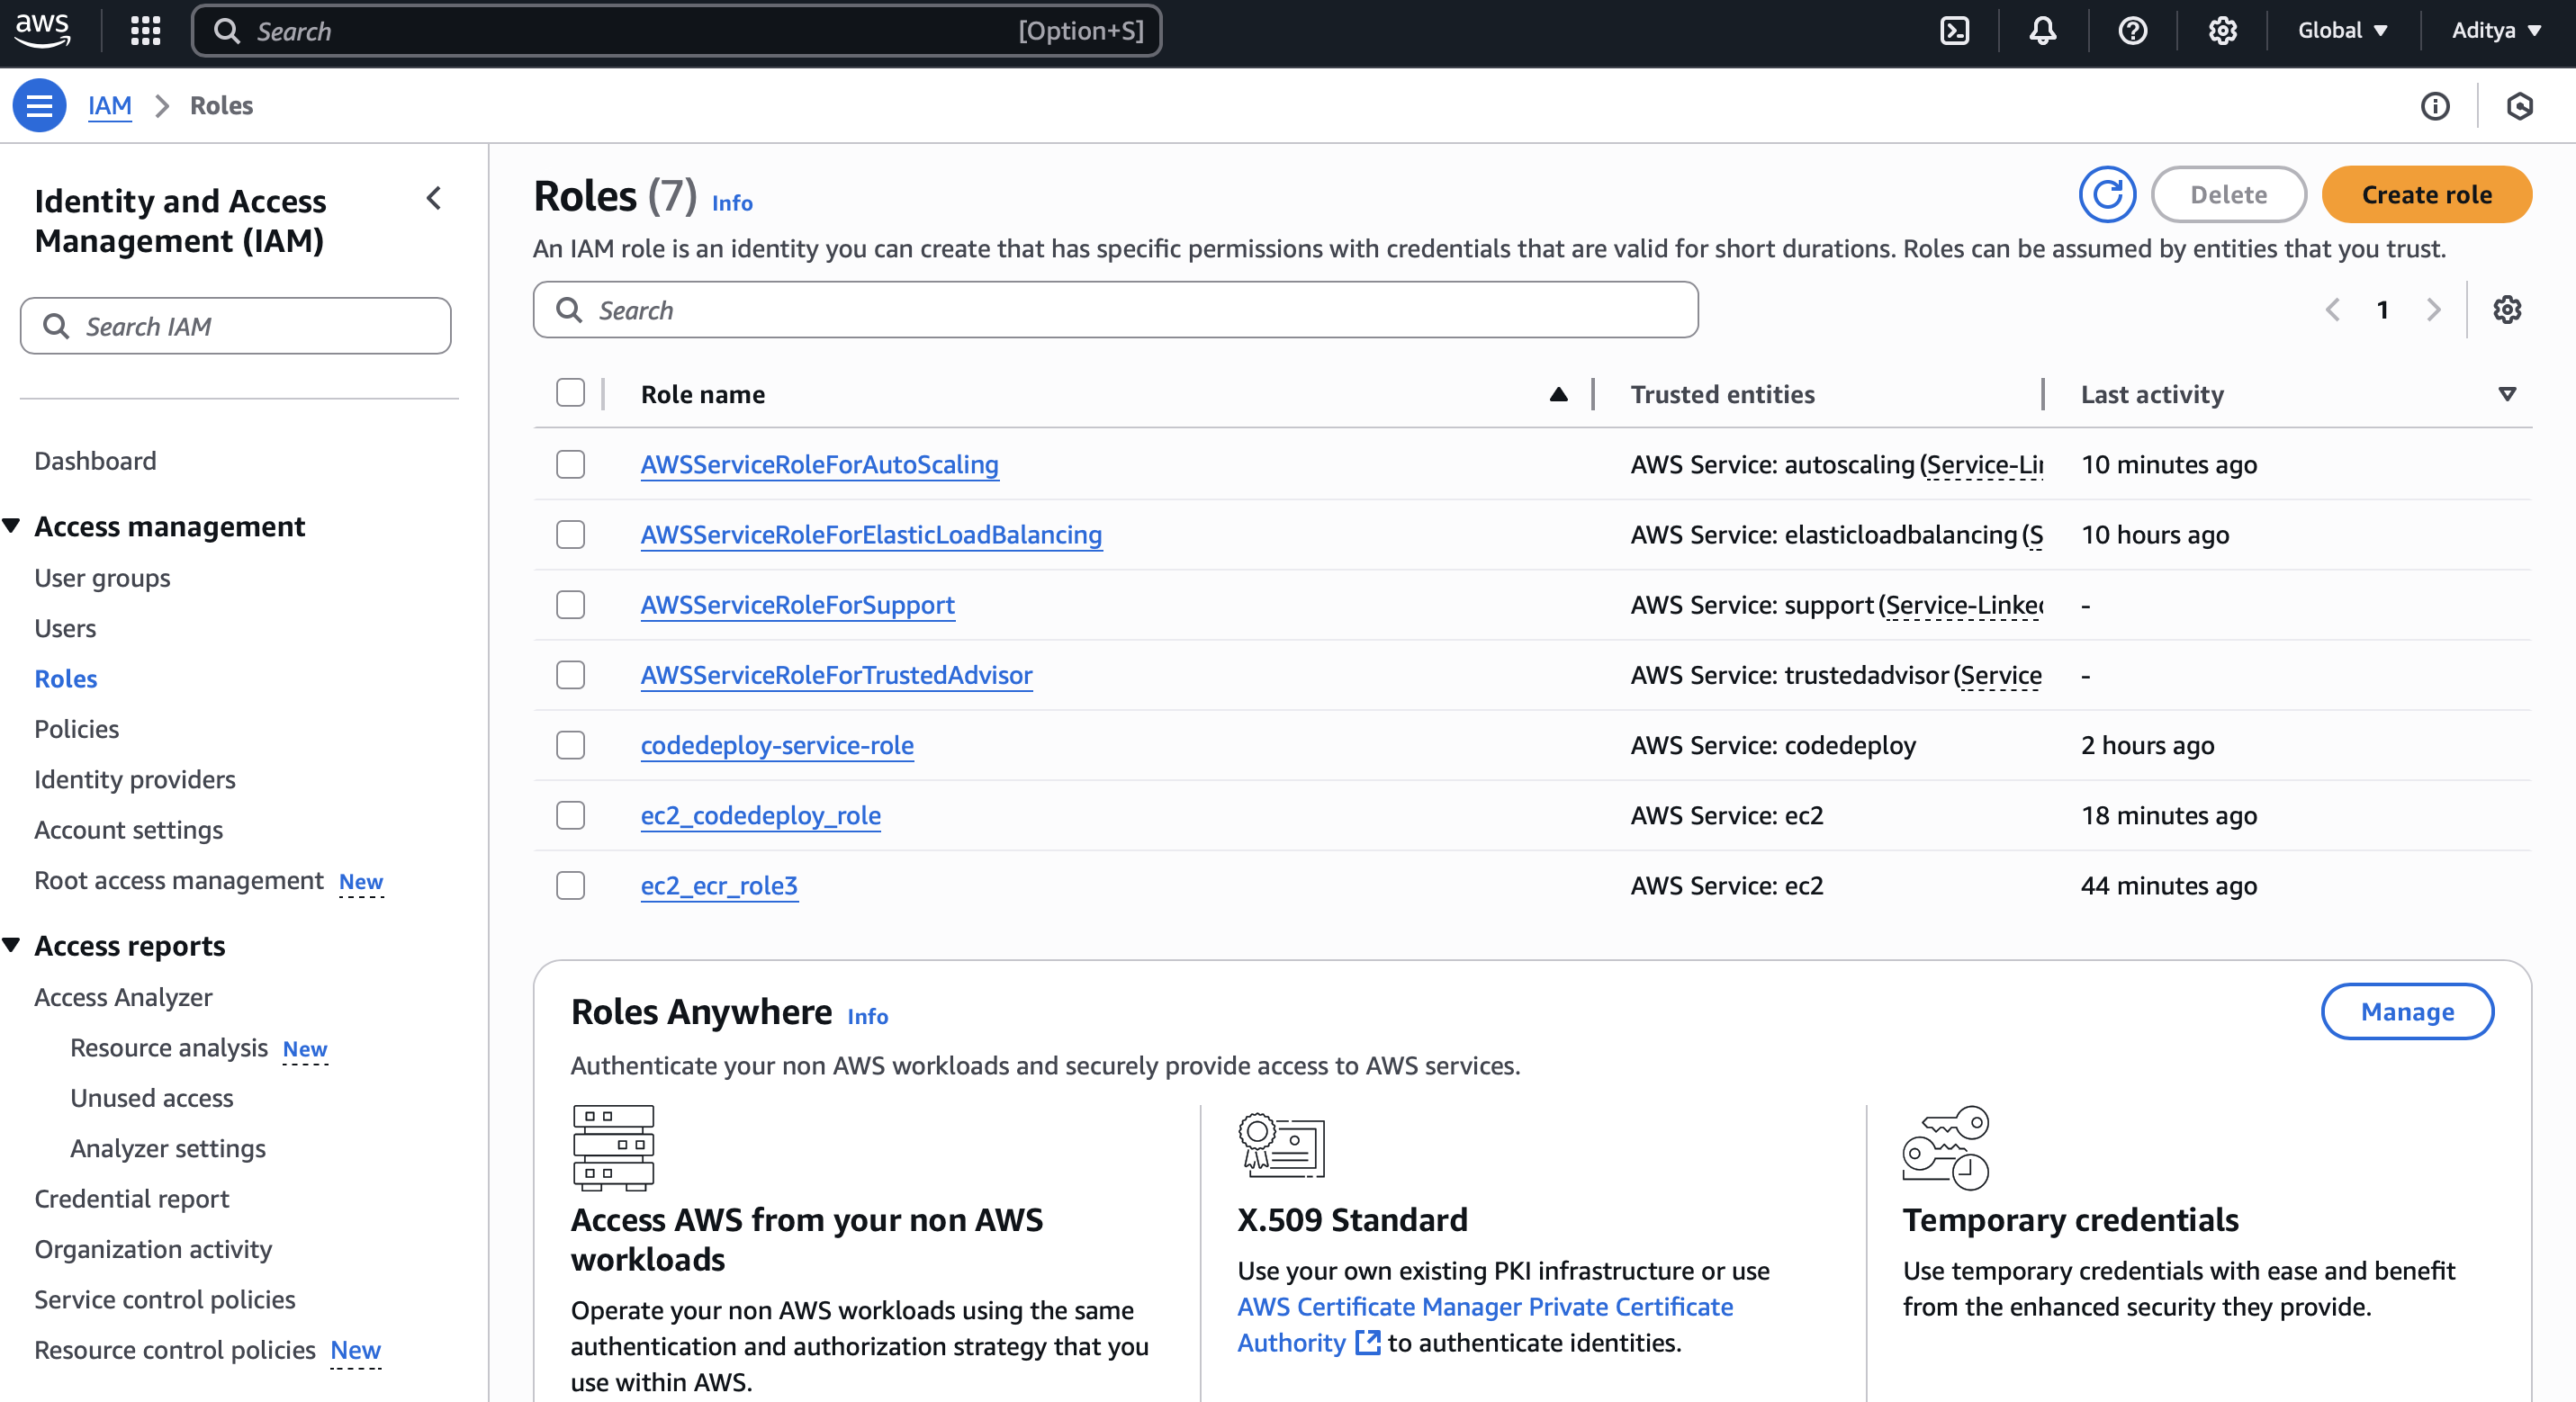 aws
Search [Option+S]
Global
Aditya
IAM > Roles
Identity and Access
Management (IAM)
Search IAM
Dashboard
Access management
User groups
Users
Roles
Policies
Identity providers
Account settings
Root access management New
Access reports
Access Analyzer
Resource analysis New
Unused access
Analyzer settings
Credential report
Organization activity
Service control policies
Resource control policies New
Roles (7) Info
Delete
Create role
An IAM role is an identity you can create that has specific permissions with credentials that are valid for short durations. Roles can be assumed by entities that you trust.
Search
1
Role name Trusted entities Last activity
AWSServiceRoleForAutoScaling AWS Service: autoscaling (Service-Lin 10 minutes ago
AWSServiceRoleForElasticLoadBalancing AWS Service: elasticloadbalancing (S 10 hours ago
AWSServiceRoleForSupport AWS Service: support (Service-Linked -
AWSServiceRoleForTrustedAdvisor AWS Service: trustedadvisor (Service -
codedeploy-service-role AWS Service: codedeploy 2 hours ago
ec2_codedeploy_role AWS Service: ec2 18 minutes ago
ec2_ecr_role3 AWS Service: ec2 44 minutes ago
Roles Anywhere Info
Manage
Authenticate your non AWS workloads and securely provide access to AWS services.
Access AWS from your non AWS
workloads
Operate your non AWS workloads using the same
authentication and authorization strategy that you
use within AWS.
X.509 Standard
Use your own existing PKI infrastructure or use
AWS Certificate Manager Private Certificate
Authority to authenticate identities.
Temporary credentials
Use temporary credentials with ease and benefit
from the enhanced security they provide.